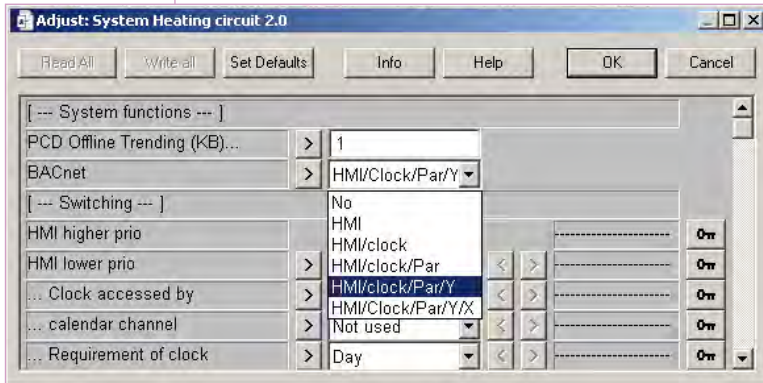 Adjust: System Heating circuit 2.0
Read All Write all Set Defaults Info Help OK Cancel
[ --- System functions --- ]
PCD Offline Trending (KB)... > 1
BACnet > HMI/Clock/Par/Y
[ --- Switching --- ] No
HMI
HMI higher prio
HMI/clock
HMI lower prio > HMI/clock/Par < >
... Clock accessed by > HMI/clock/Par/Y < >
HMI/Clock/Par/Y/X
... calendar channel > Not used < >
... Requirement of clock > Day < >